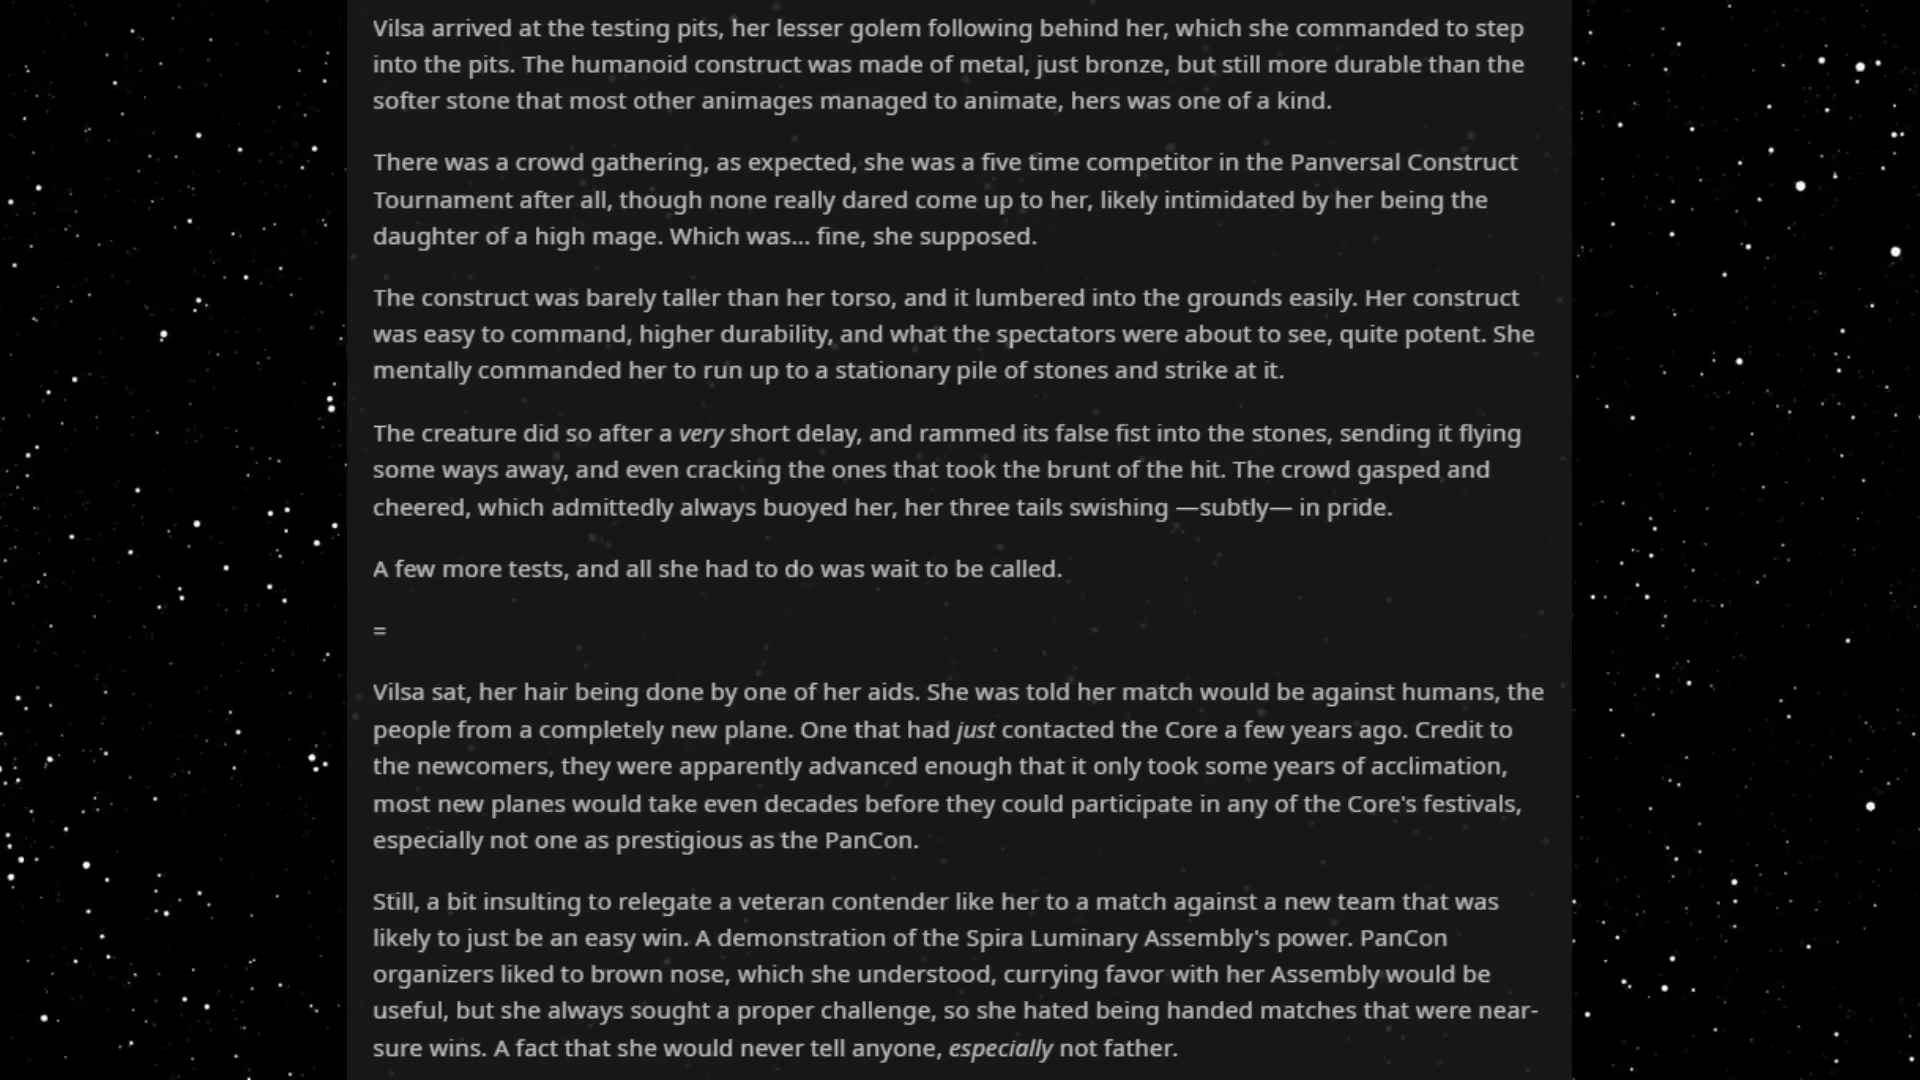 Vilsa arrived at the testing pits, her lesser golem following behind her, which she commanded to step
into the pits. The humanoid construct was made of metal, just bronze, but still more durable than the
softer stone that most other animages managed to animate, hers was one of a kind.
There was a crowd gathering, as expected, she was a five time competitor in the Panversal Construct
Tournament after all, though none really dared come up to her, likely intimidated by her being the
daughter of a high mage. Which was... fine, she supposed.
The construct was barely taller than her torso, and it lumbered into the grounds easily. Her construct
was easy to command, higher durability, and what the spectators were about to see, quite potent. She
mentally commanded her to run up to a stationary pile of stones and strike at it.
The creature did so after a very short delay, and rammed its false fist into the stones, sending it flying
some ways away, and even cracking the ones that took the brunt of the hit. The crowd gasped and
cheered, which admittedly always buoyed her, her three tails swishing —subtly— in pride.
A few more tests, and all she had to do was wait to be called.
=
Vilsa sat, her hair being done by one of her aids. She was told her match would be against humans, the
people from a completely new plane. One that had just contacted the Core a few years ago. Credit to
the newcomers, they were apparently advanced enough that it only took some years of acclimation,
most new planes would take even decades before they could participate in any of the Core's festivals,
especially not one as prestigious as the PanCon.
Still, a bit insulting to relegate a veteran contender like her to a match against a new team that was
likely to just be an easy win. A demonstration of the Spira Luminary Assembly's power. PanCon
organizers liked to brown nose, which she understood, currying favor with her Assembly would be
useful, but she always sought a proper challenge, so she hated being handed matches that were near-
sure wins. A fact that she would never tell anyone, especially not father.